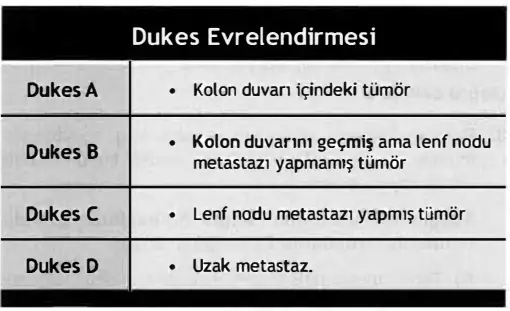 Dukes Evrelendirmesi
Dukes A
• Kolon duvarı içindeki tümör
Dukes B
• Kolon duvarını geçmiş ama lenf nodu
metastazı yapmamış tümör
Dukes C
• Lenf nodu metastazı yapmış tümör
Dukes D
• Uzak metastaz.